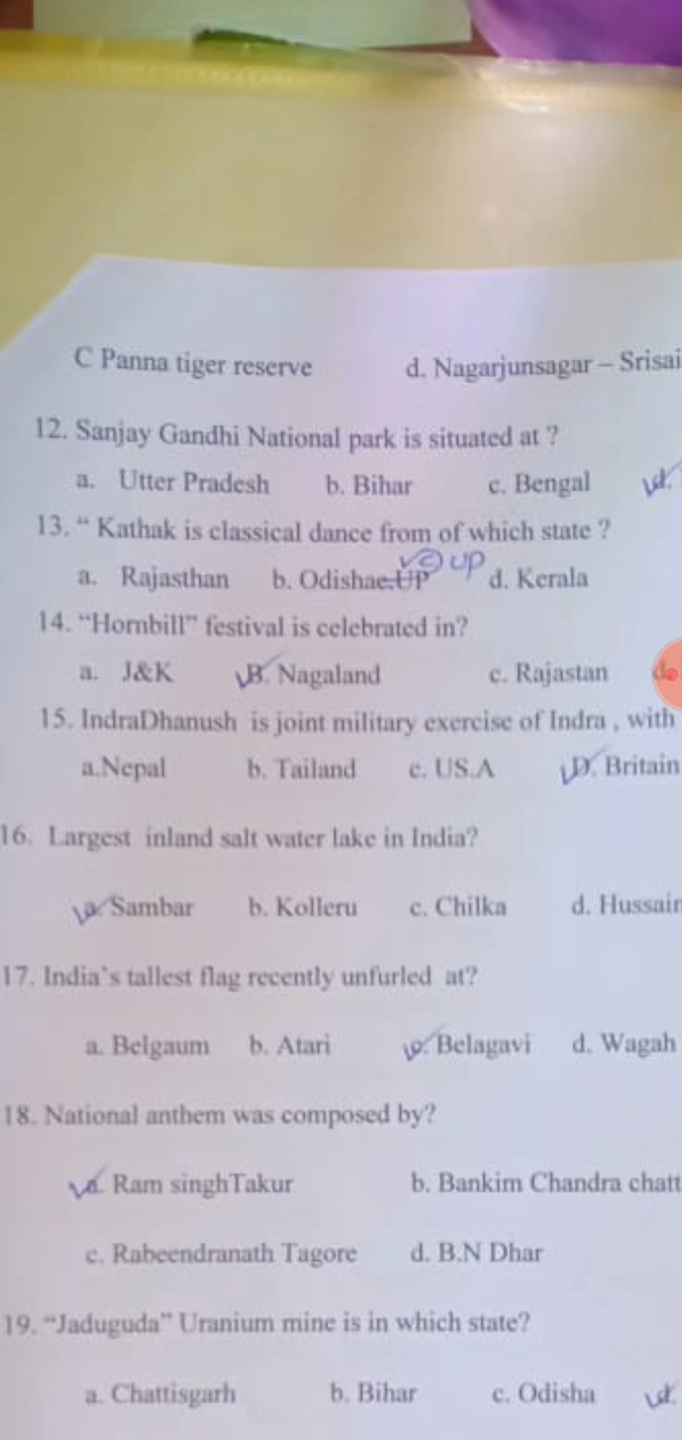 C Panna tiger reserve d. Nagarjunsagar – Srisai
12. Sanjay Gandhi National park is situated at ?
a. Utter Pradesh b. Bihar c. Bengal d.
13. “ Kathak is classical dance from of which state ?
c UP
a. Rajasthan b. Odishac.UP d. Kerala
14. “Hornbill” festival is celebrated in?
a. J&K B. Nagaland c. Rajastan d
15. IndraDhanush is joint military exercise of Indra , with
a.Nepal b. Tailand c. US.A D. Britain
16. Largest inland salt water lake in India?
a. Sambar b. Kolleru c. Chilka d. Hussain
17. India’s tallest flag recently unfurled at?
a. Belgaum b. Atari c. Belagavi d. Wagah
18. National anthem was composed by?
a. Ram singhTakur b. Bankim Chandra chatt
c. Rabeendranath Tagore d. B.N Dhar
19. “Jaduguda” Uranium mine is in which state?
a. Chattisgarh b. Bihar c. Odisha d.